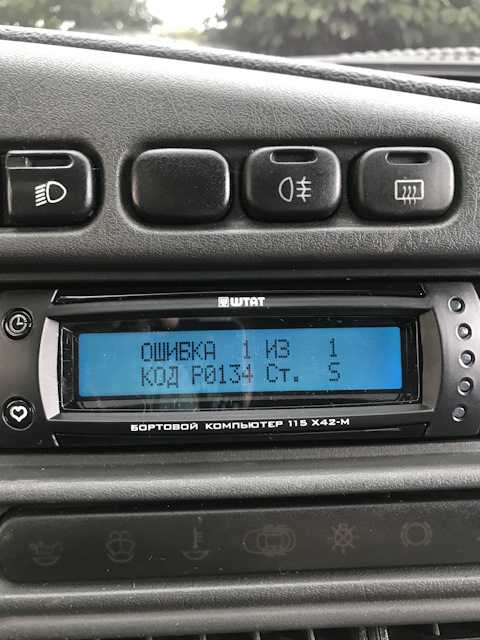 ШТАТ
ОШИБКА 1 ИЗ 1
КОД P0134 Ст. S
БОРТОВОЙ КОМПЬЮТЕР 115 X42-M